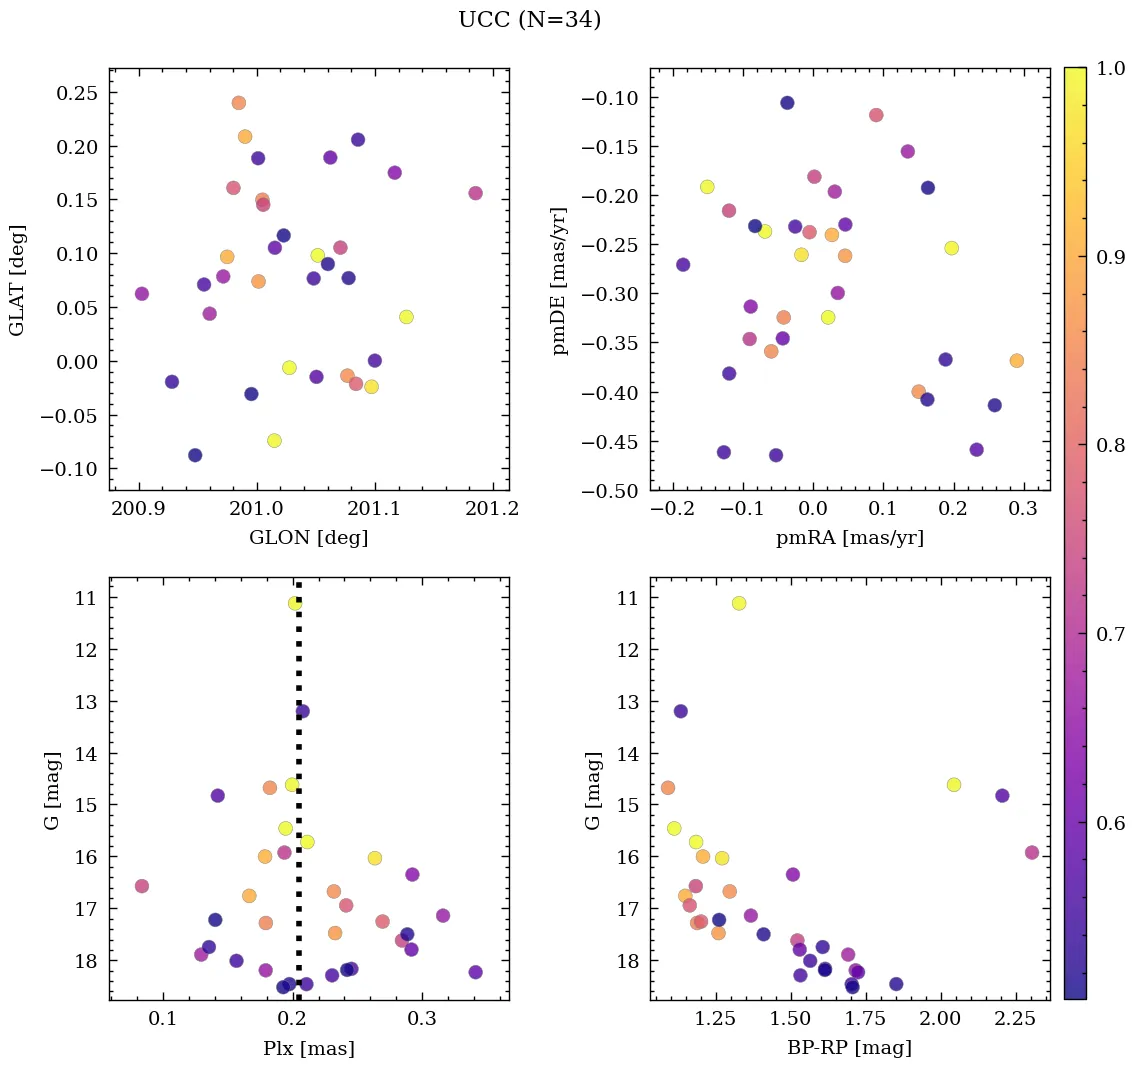 UCC (N=34)
0.25
0.20
0.15
0.10
0.05
0.00
−0.05
−0.10
GLAT [deg]
200.9 201.0 201.1 201.2
GLON [deg]
−0.10
−0.15
−0.20
−0.25
−0.30
−0.35
−0.40
−0.45
−0.50
pmDE [mas/yr]
−0.2 −0.1 0.0 0.1 0.2 0.3
pmRA [mas/yr]
1.0
0.9
0.8
0.7
0.6
11
12
13
14
15
16
17
18
G [mag]
0.1 0.2 0.3
Plx [mas]
11
12
13
14
15
16
17
18
G [mag]
1.25 1.50 1.75 2.00 2.25
BP-RP [mag]